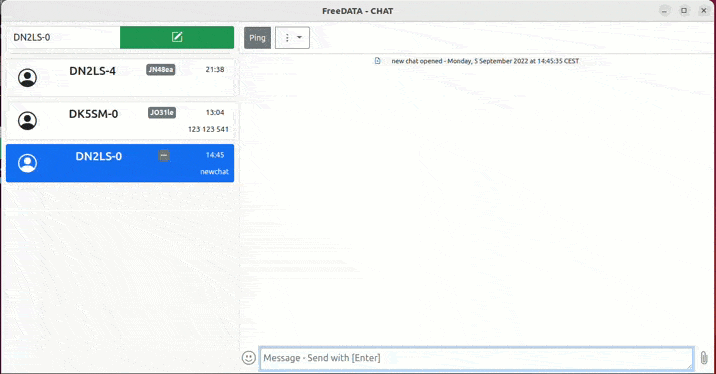 FreeDATA - CHAT
DN2LS-0
Ping
DN2LS-4 JN48ea 21:38
new chat opened - Monday, 5 September 2022 at 14:45:35 CEST
DK5SM-0 JO31le 13:04
123 123 541
DN2LS-0 --- 14:45
newchat
Message - Send with [Enter]